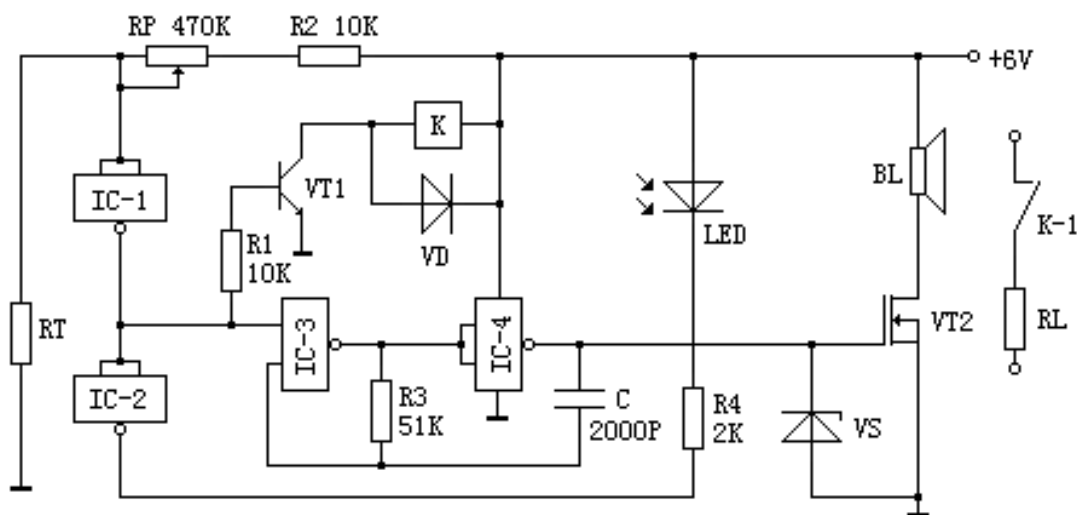 RP 470K
R2 10K
+6V
K
VT1
BL
IC-1
K-1
LED
R1
10K
VD
RT
IC-3
IC-4
VT2
RL
IC-2
R3
51K
C
2000P
R4
2K
VS